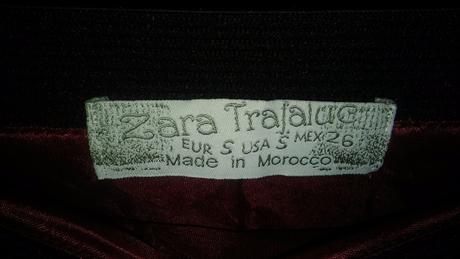 Zara Trafaluc
EUR S USA S MEX 26
Made in Morocco